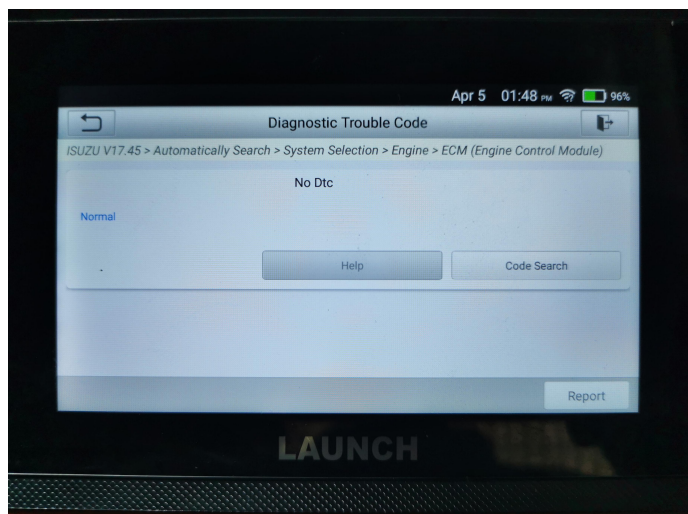 Apr 5 01:48 PM 96%
Diagnostic Trouble Code
ISUZU V17.45 > Automatically Search > System Selection > Engine > ECM (Engine Control Module)
No Dtc
Normal
-
Help
Code Search
Report
LAUNCH